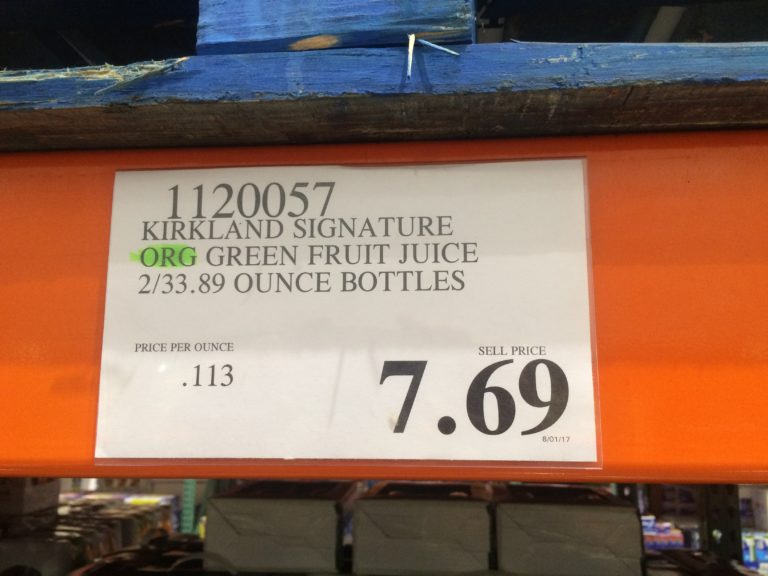 1120057
KIRKLAND SIGNATURE
ORG GREEN FRUIT JUICE
2/33.89 OUNCE BOTTLES
PRICE PER OUNCE
.113
SELL PRICE
7.69
8/01/17